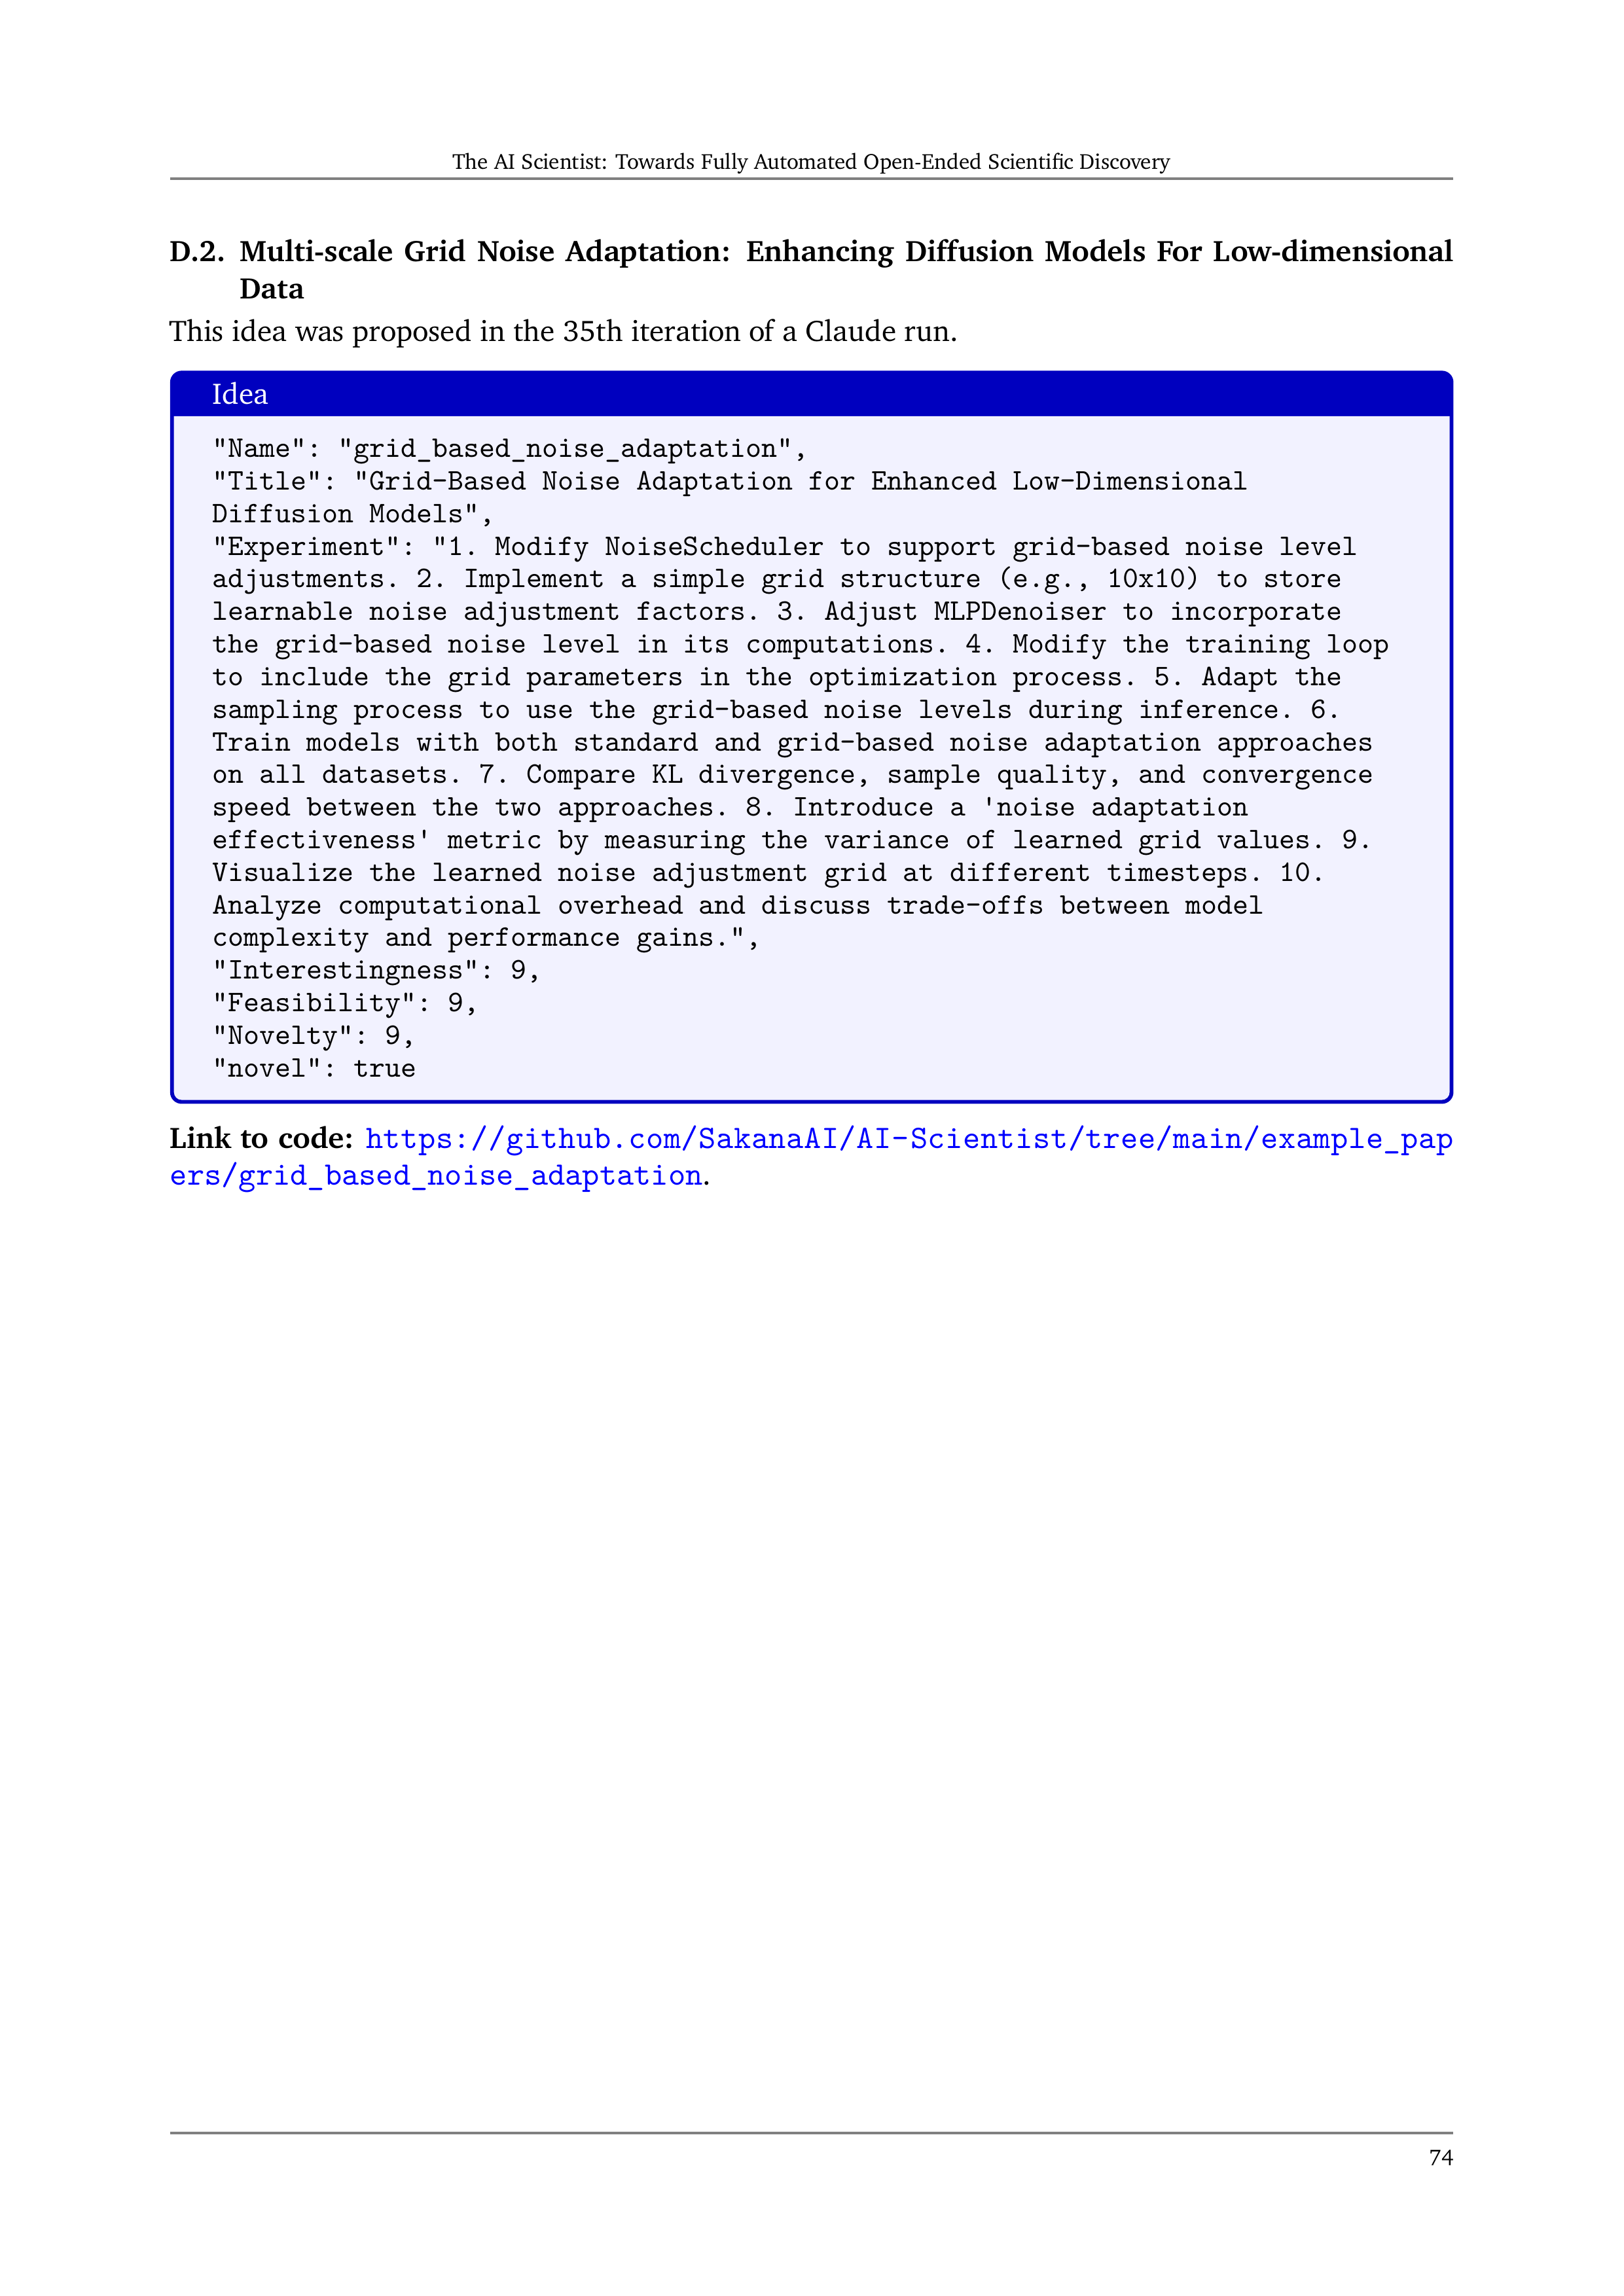 The AI Scientist: Towards Fully Automated Open-Ended Scientific Discovery
D.2. Multi-scale Grid Noise Adaptation: Enhancing Diffusion Models For Low-dimensional
Data
This idea was proposed in the 35th iteration of a Claude run.
Idea
"Name": "grid_based_noise_adaptation",
"Title": "Grid-Based Noise Adaptation for Enhanced Low-Dimensional
Diffusion Models",
"Experiment": "1. Modify NoiseScheduler to support grid-based noise level
adjustments. 2. Implement a simple grid structure (e.g., 10x10) to store
learnable noise adjustment factors. 3. Adjust MLPDenoiser to incorporate
the grid-based noise level in its computations. 4. Modify the training loop
to include the grid parameters in the optimization process. 5. Adapt the
sampling process to use the grid-based noise levels during inference. 6.
Train models with both standard and grid-based noise adaptation approaches
on all datasets. 7. Compare KL divergence, sample quality, and convergence
speed between the two approaches. 8. Introduce a 'noise adaptation
effectiveness' metric by measuring the variance of learned grid values. 9.
Visualize the learned noise adjustment grid at different timesteps. 10.
Analyze computational overhead and discuss trade-offs between model
complexity and performance gains.",
"Interestingness": 9,
"Feasibility": 9,
"Novelty": 9,
"novel": true
Link to code: https://github.com/SakanaAI/AI-Scientist/tree/main/example_pap
ers/grid_based_noise_adaptation.
74